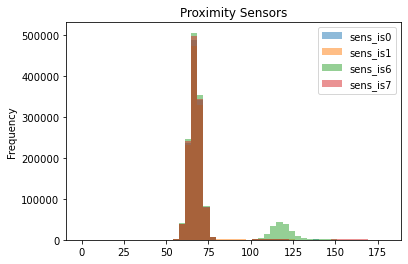 Proximity Sensors
sens_is0
sens_is1
sens_is6
sens_is7
Frequency
500000
400000
300000
200000
100000
0
0 25 50 75 100 125 150 175